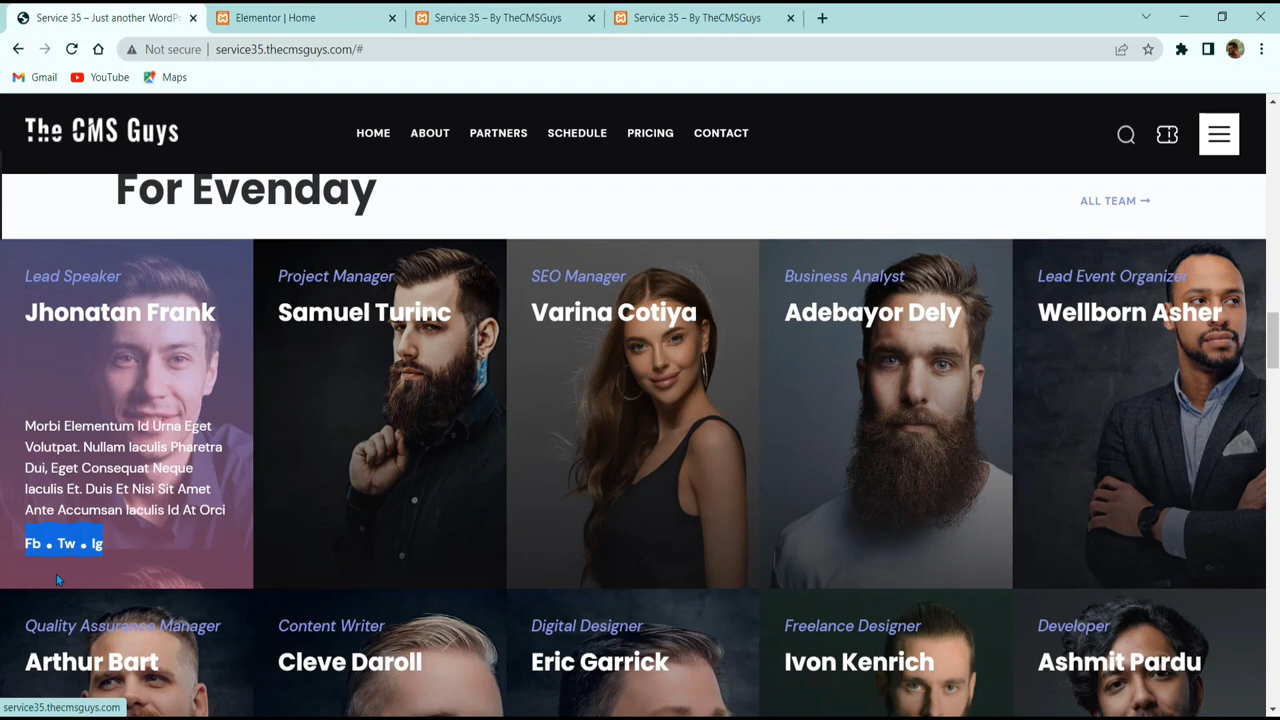 Service 35 – Just another WordPr
Elementor | Home
Service 35 – By TheCMSGuys
Service 35 – By TheCMSGuys
Not secure
service35.thecmsguys.com/#
Gmail
YouTube
Maps
The CMS Guys
HOME
ABOUT
PARTNERS
SCHEDULE
PRICING
CONTACT
For Evenday
ALL TEAM →
Lead Speaker
Jhonatan Frank
Morbi Elementum Id Urna Eget
Volutpat. Nullam Iaculis Pharetra
Dui, Eget Consequat Neque
Iaculis Et. Duis Et Nisi Sit Amet
Ante Accumsan Iaculis Id At Orci
Fb . Tw . Ig
Project Manager
Samuel Turinc
SEO Manager
Varina Cotiya
Business Analyst
Adebayor Dely
Lead Event Organizer
Wellborn Asher
Quality Assurance Manager
Arthur Bart
Content Writer
Cleve Daroll
Digital Designer
Eric Garrick
Freelance Designer
Ivon Kenrich
Developer
Ashmit Pardu
service35.thecmsguys.com